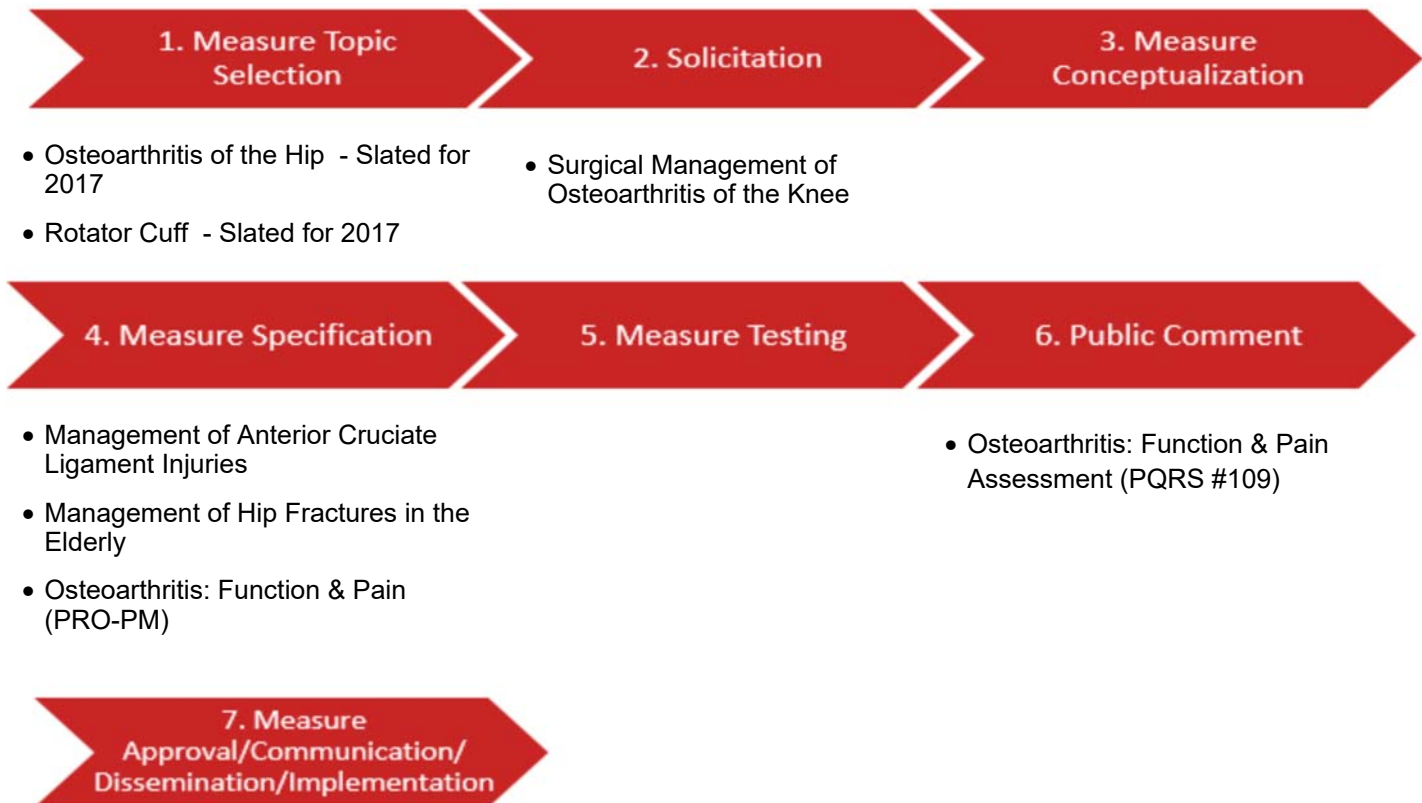 1. Measure Topic
Selection
2. Solicitation
3. Measure
Conceptualization
• Osteoarthritis of the Hip - Slated for
2017
• Rotator Cuff - Slated for 2017
• Surgical Management of
Osteoarthritis of the Knee
4. Measure Specification
5. Measure Testing
6. Public Comment
• Management of Anterior Cruciate
Ligament Injuries
• Management of Hip Fractures in the
Elderly
• Osteoarthritis: Function & Pain
(PRO-PM)
• Osteoarthritis: Function & Pain
Assessment (PQRS #109)
7. Measure
Approval/Communication/
Dissemination/Implementation